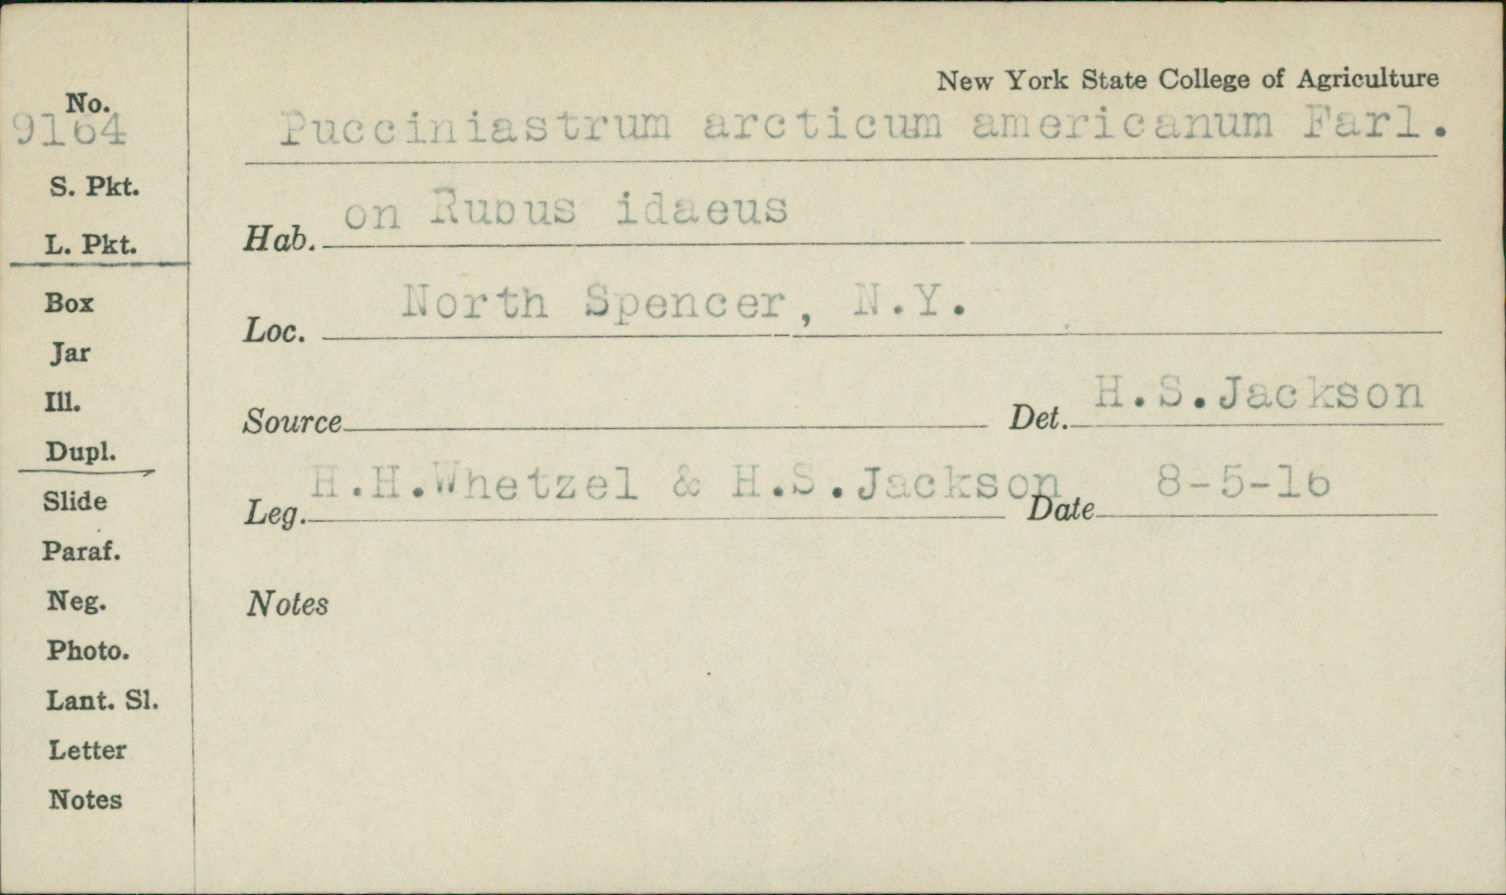 New York State College of Agriculture
No.
9164
Pucciniastrum arcticum americanum Farl.
S. Pkt.
Hab. on Rubus idaeus
L. Pkt.
Box
Loc. North Spencer, N.Y.
Jar
Ill.
Source Det. H.S.Jackson
Dupl.
Slide
Leg. H.H.Whetzel & H.S.Jackson Date 8-5-16
Paraf.
Neg.
Notes
Photo.
Lant. Sl.
Letter
Notes